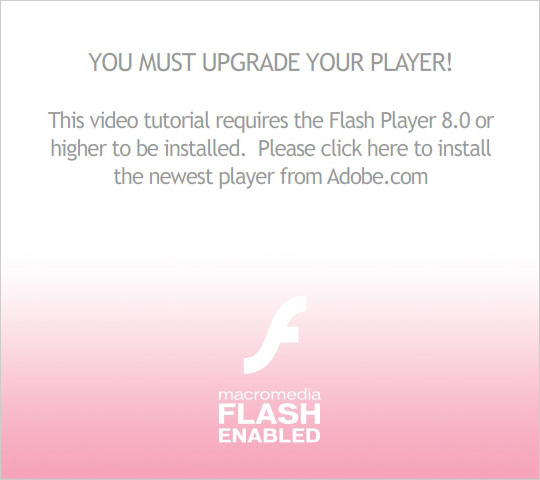 YOU MUST UPGRADE YOUR PLAYER!
This video tutorial requires the Flash Player 8.0 or
higher to be installed.  Please click here to install
the newest player from Adobe.com
macromedia
FLASH
ENABLED